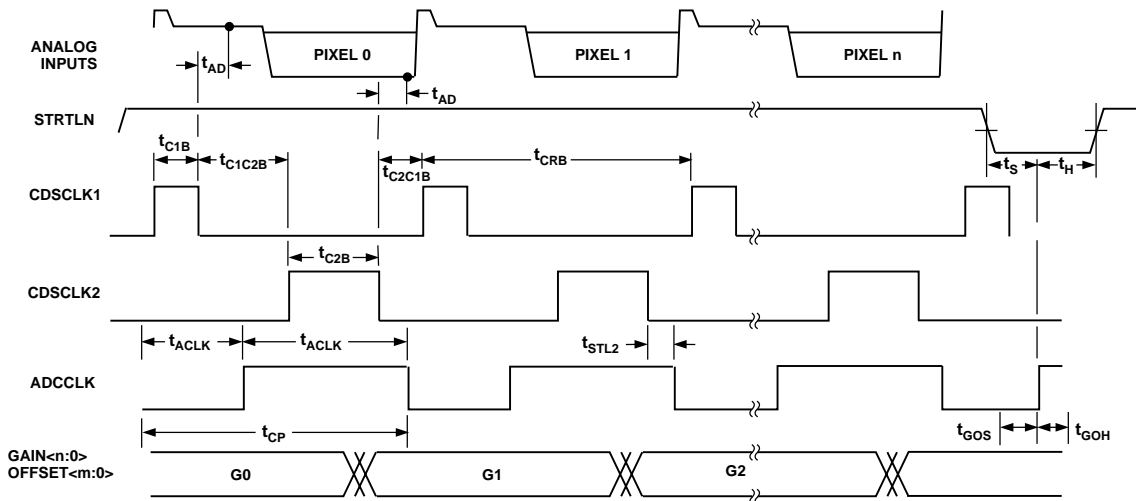 ANALOG
INPUTS
PIXEL 0
PIXEL 1
PIXEL n
tAD
tAD
STRTLN
tC1B
tC1C2B
tC2C1B
tCRB
tS
tH
CDSCLK1
tC2B
CDSCLK2
tACLK
tACLK
tSTL2
ADCCLK
tCP
tGOS
tGOH
GAIN<n:0>
OFFSET<m:0>
G0
G1
G2